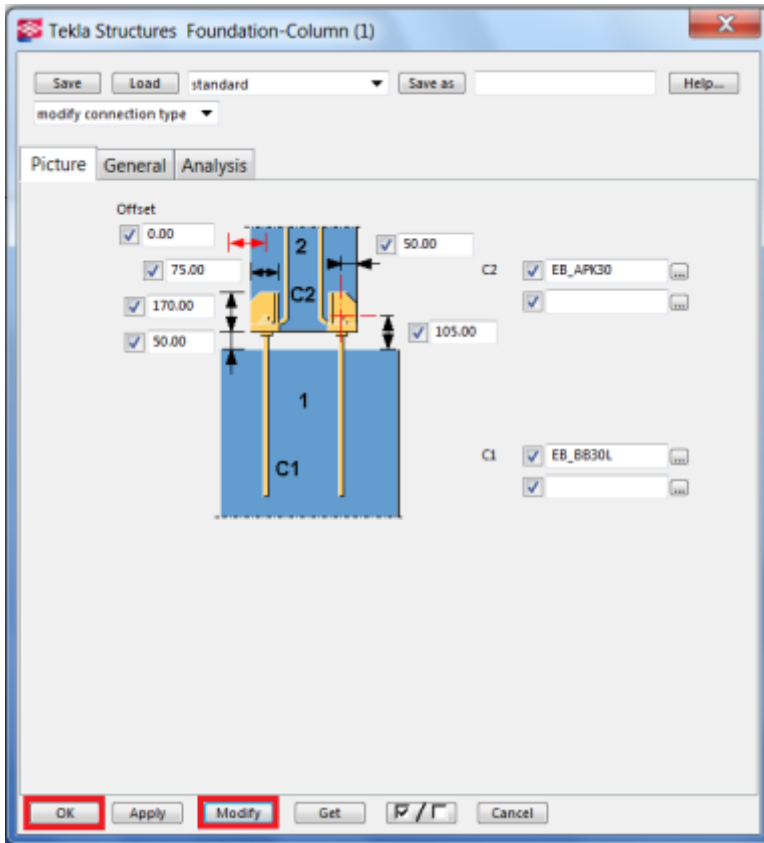 Tekla Structures  Foundation-Column (1)
Save Load standard Save as Help...
modify connection type
Picture General Analysis
Offset
0.00
2
50.00
75.00
C2
EB_APK30
C2
170.00
50.00
105.00
1
C1
EB_BB30L
C1
OK Apply Modify Get / Cancel